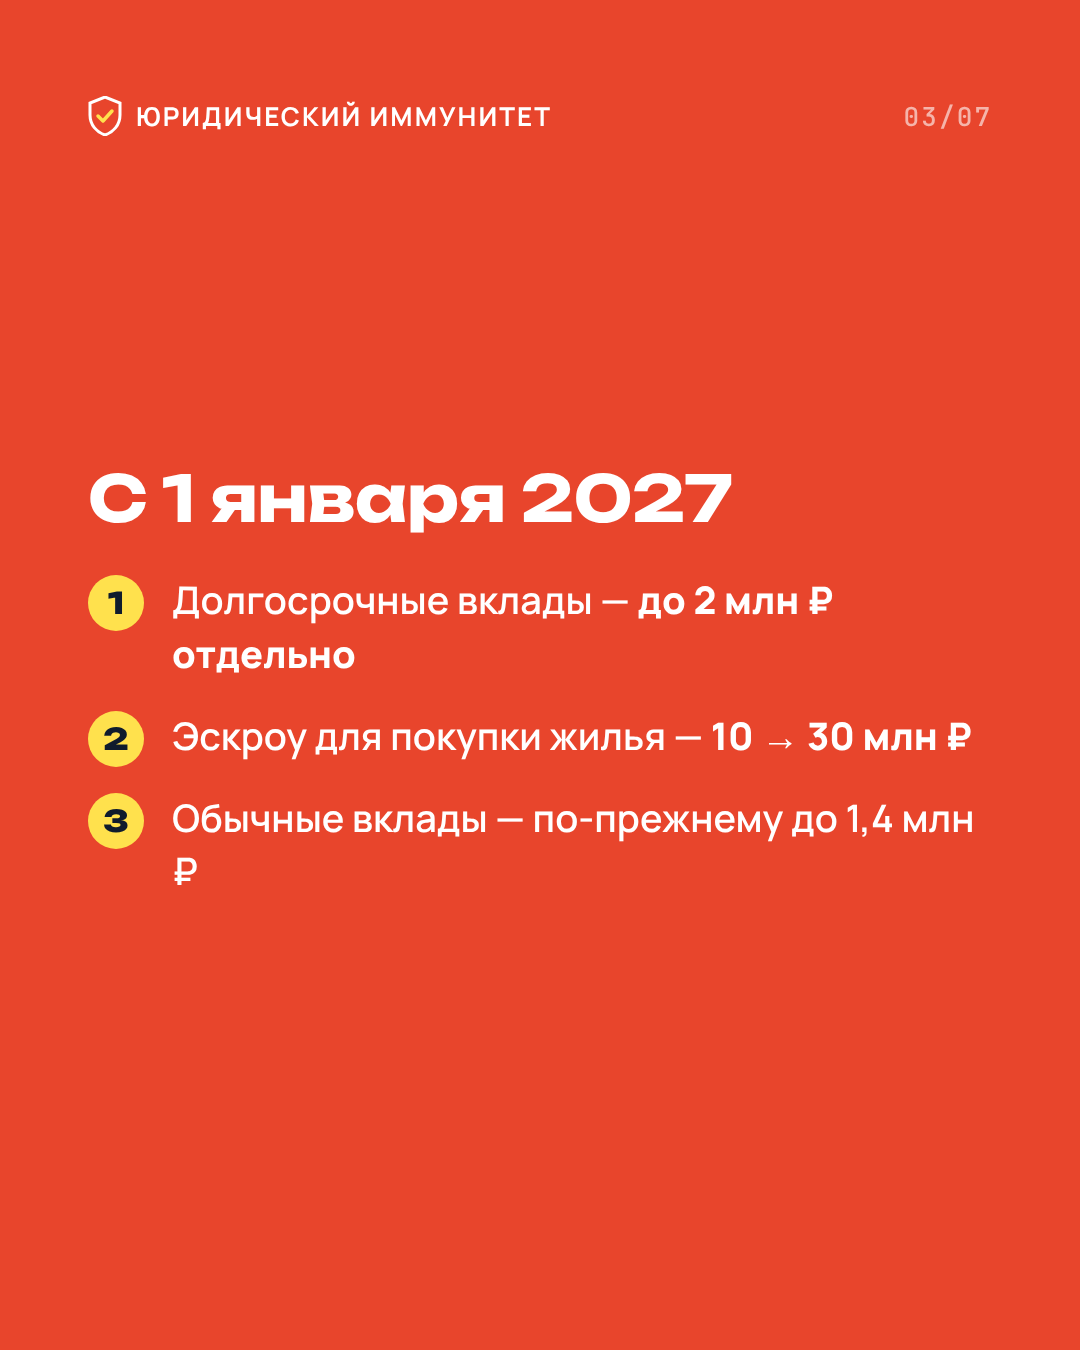 ЮРИДИЧЕСКИЙ ИММУНИТЕТ
03/07
С 1 января 2027
1 Долгосрочные вклады — до 2 млн ₽
отдельно
2 Эскроу для покупки жилья — 10 → 30 млн ₽
3 Обычные вклады — по-прежнему до 1,4 млн
₽